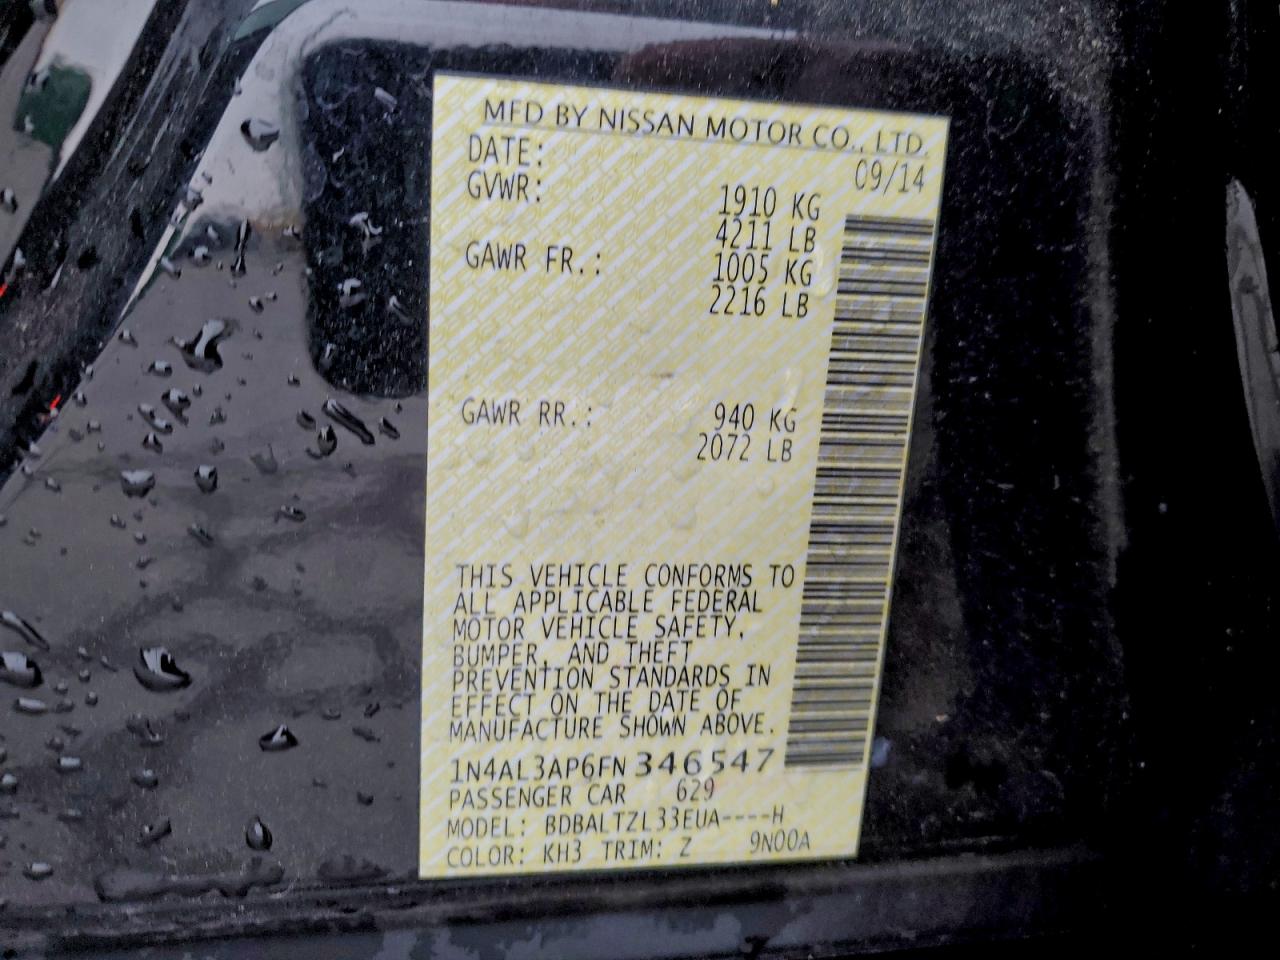 MFD BY NISSAN MOTOR CO., LTD.
DATE: 09/14
GVWR: 1910 KG
4211 LB
GAWR FR.: 1005 KG
2216 LB
GAWR RR.: 940 KG
2072 LB
THIS VEHICLE CONFORMS TO
ALL APPLICABLE FEDERAL
MOTOR VEHICLE SAFETY,
BUMPER, AND THEFT
PREVENTION STANDARDS IN
EFFECT ON THE DATE OF
MANUFACTURE SHOWN ABOVE.
1N4AL3AP6FN346547
PASSENGER CAR 629
MODEL: BDBALTZL33EUA----H
COLOR: KH3 TRIM: Z 9N00A